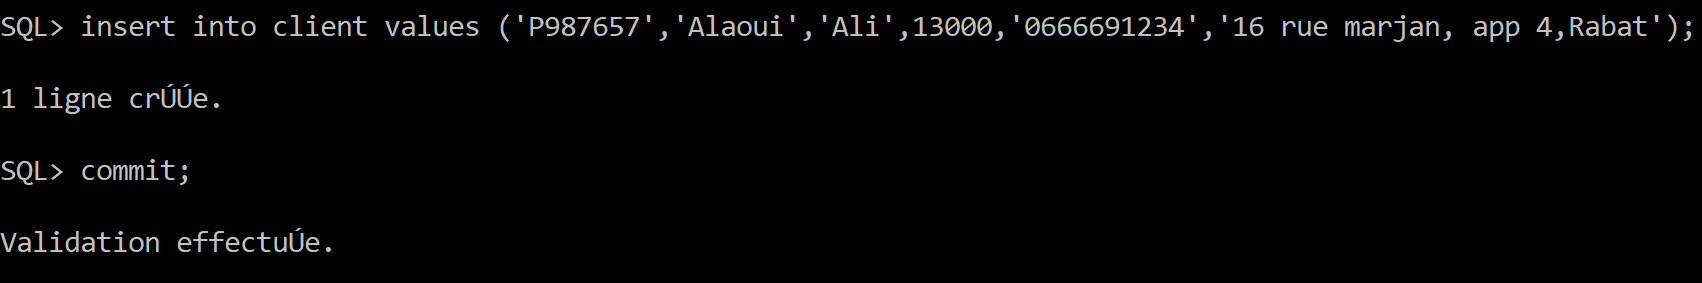 SQL> insert into client values ('P987657','Alaoui','Ali',13000,'0666691234','16 rue marjan, app 4,Rabat');
1 ligne crÚÚe.
SQL> commit;
Validation effectuÚe.